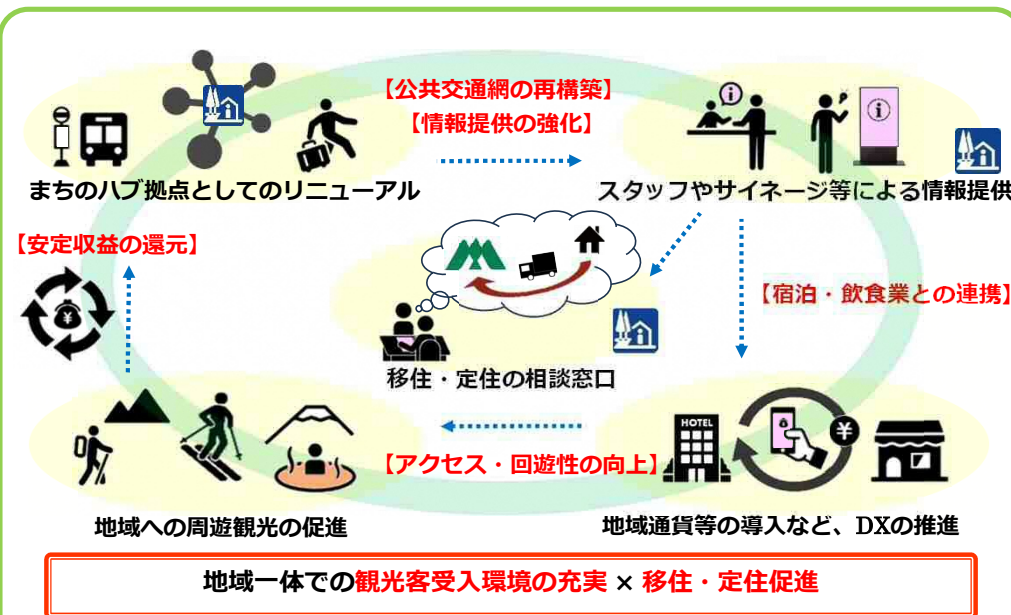 【公共交通網の再構築】
【情報提供の強化】
まちのハブ拠点としてのリニューアル
スタッフやサイネージ等による情報提供
【安定収益の還元】
¥
【宿泊・飲食業との連携】
移住・定住の相談窓口
HOTEL
¥
【アクセス・回遊性の向上】
地域への周遊観光の促進
地域通貨等の導入など、DXの推進
地域一体での観光客受入環境の充実 × 移住・定住促進